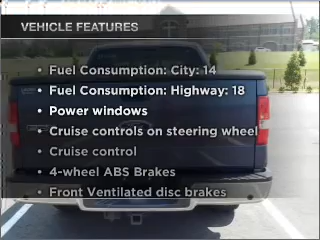 VEHICLE FEATURES
• Fuel Consumption: City: 14
• Fuel Consumption: Highway: 18
• Power windows
• Cruise controls on steering wheel
• Cruise control
• 4-wheel ABS Brakes
• Front Ventilated disc brakes